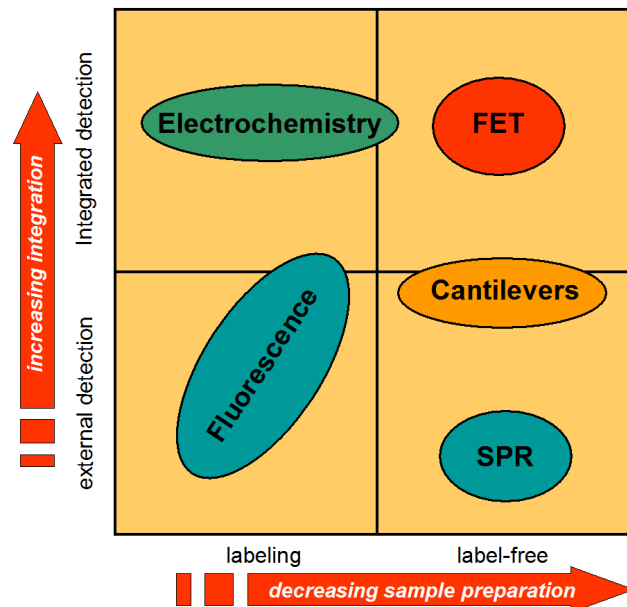 Integrated detection
external detection
increasing integration
Electrochemistry
FET
Fluorescence
Cantilevers
SPR
labeling
label-free
decreasing sample preparation